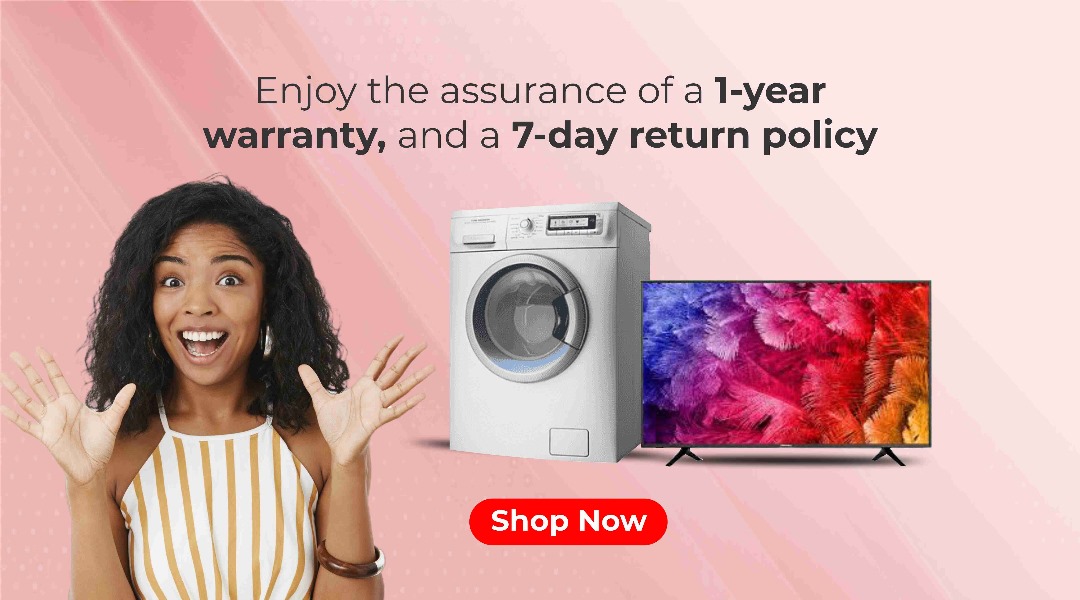 Enjoy the assurance of a 1-year
warranty, and a 7-day return policy
Shop Now